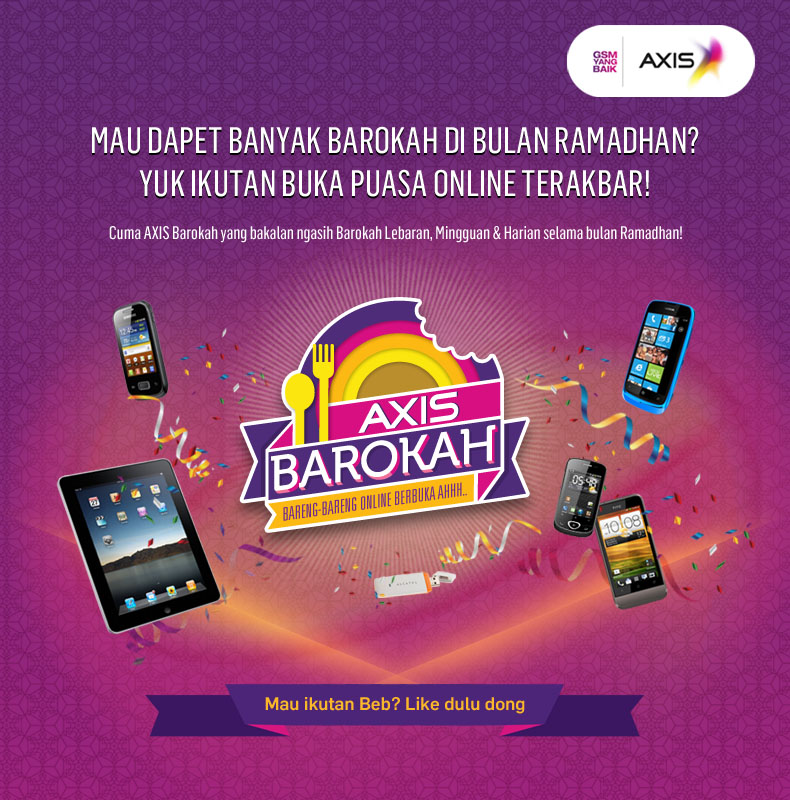 GSM
YANG
BAIK
AXIS
MAU DAPET BANYAK BAROKAH DI BULAN RAMADHAN?
YUK IKUTAN BUKA PUASA ONLINE TERAKBAR!
Cuma AXIS Barokah yang bakalan ngasih Barokah Lebaran, Mingguan & Harian selama bulan Ramadhan!
AXIS
BAROKAH
BARENG-BARENG ONLINE BERBUKA AHHH..
10:08
Mau ikutan Beb? Like dulu dong